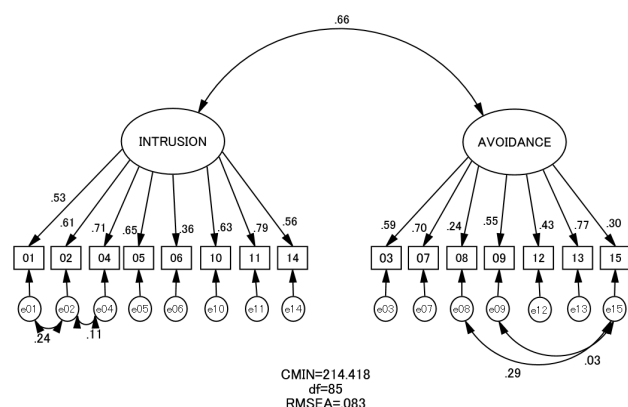 .66
INTRUSION AVOIDANCE
.53 .61 .71 .65 .36 .63 .79 .56 .59 .70 .24 .55 .43 .77 .30
01 02 04 05 06 10 11 14 03 07 08 09 12 13 15
e01 e02 e04 e05 e06 e10 e11 e14 e03 e07 e08 e09 e12 e13 e15
.24 .11 .29 .03
CMIN=214.418
df=85
RMSEA=.083